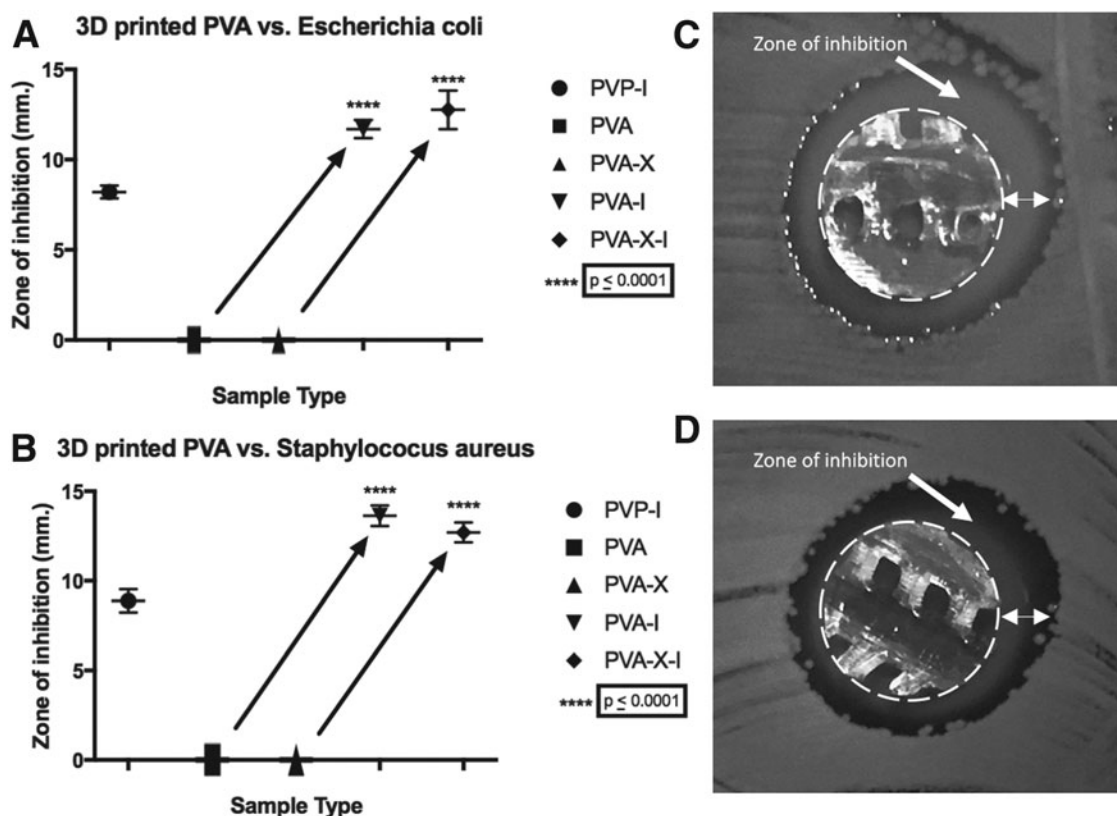 A
3D printed PVA vs. Escherichia coli
Zone of inhibition (mm.)
15
10
5
0
****
****
Sample Type
PVP-I
PVA
PVA-X
PVA-I
PVA-X-I
**** p ≤ 0.0001
B
3D printed PVA vs. Staphylococus aureus
Zone of inhibition (mm.)
15
10
5
0
****
****
Sample Type
PVP-I
PVA
PVA-X
PVA-I
PVA-X-I
**** p ≤ 0.0001
C
Zone of inhibition
D
Zone of inhibition